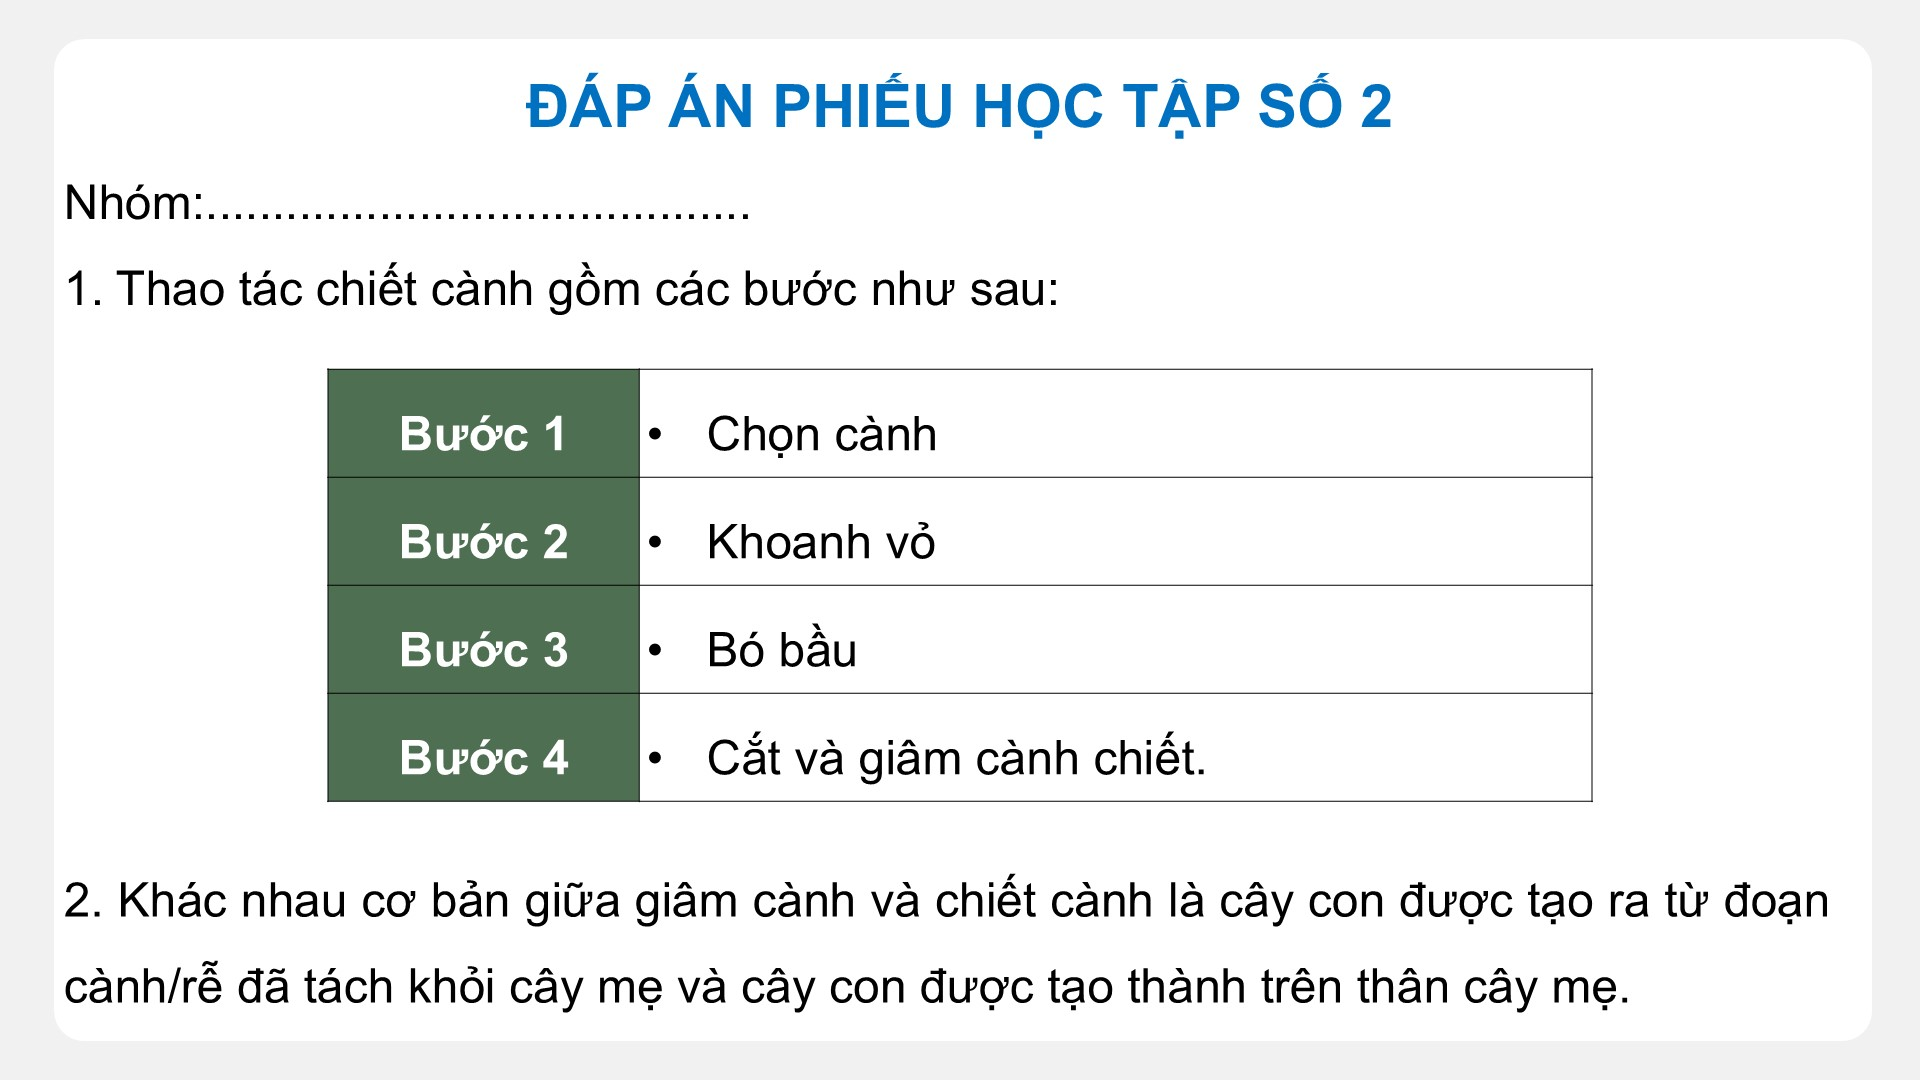 ĐÁP ÁN PHIẾU HỌC TẬP SỐ 2
Nhóm:.........................................
1. Thao tác chiết cành gồm các bước như sau:
Bước 1 • Chọn cành
Bước 2 • Khoanh vỏ
Bước 3 • Bó bầu
Bước 4 • Cắt và giâm cành chiết.
2. Khác nhau cơ bản giữa giâm cành và chiết cành là cây con được tạo ra từ đoạn
cành/rễ đã tách khỏi cây mẹ và cây con được tạo thành trên thân cây mẹ.